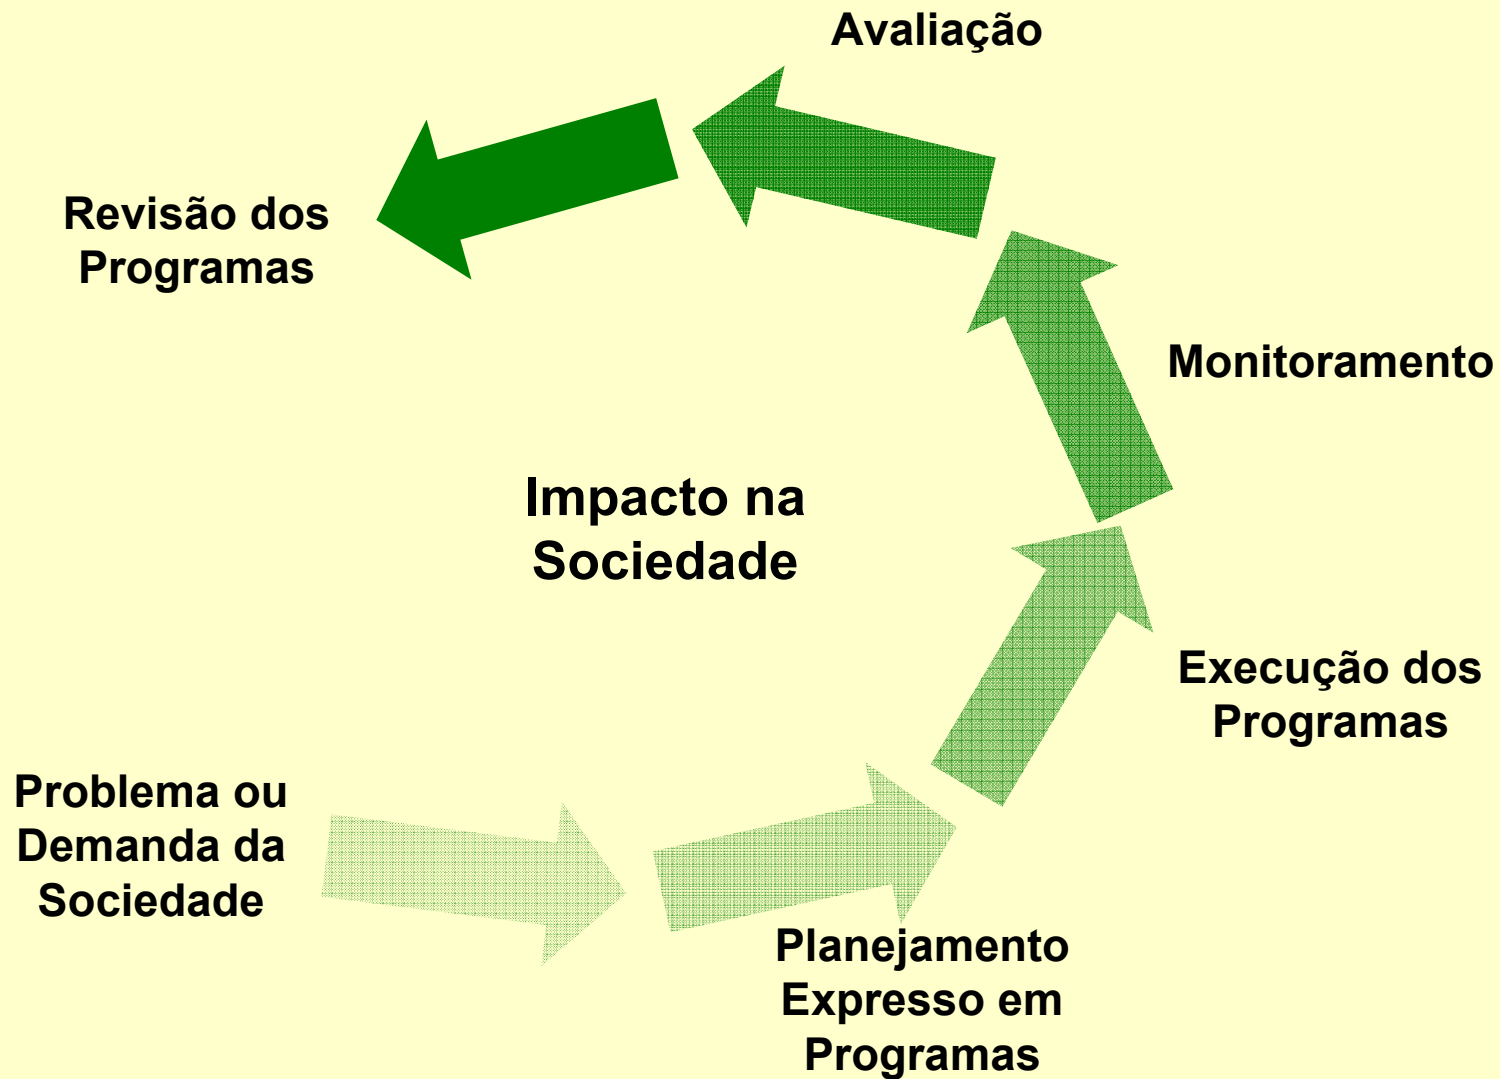 Avaliação
Revisão dos
Programas
Monitoramento
Impacto na
Sociedade
Execução dos
Programas
Problema ou
Demanda da
Sociedade
Planejamento
Expresso em
Programas